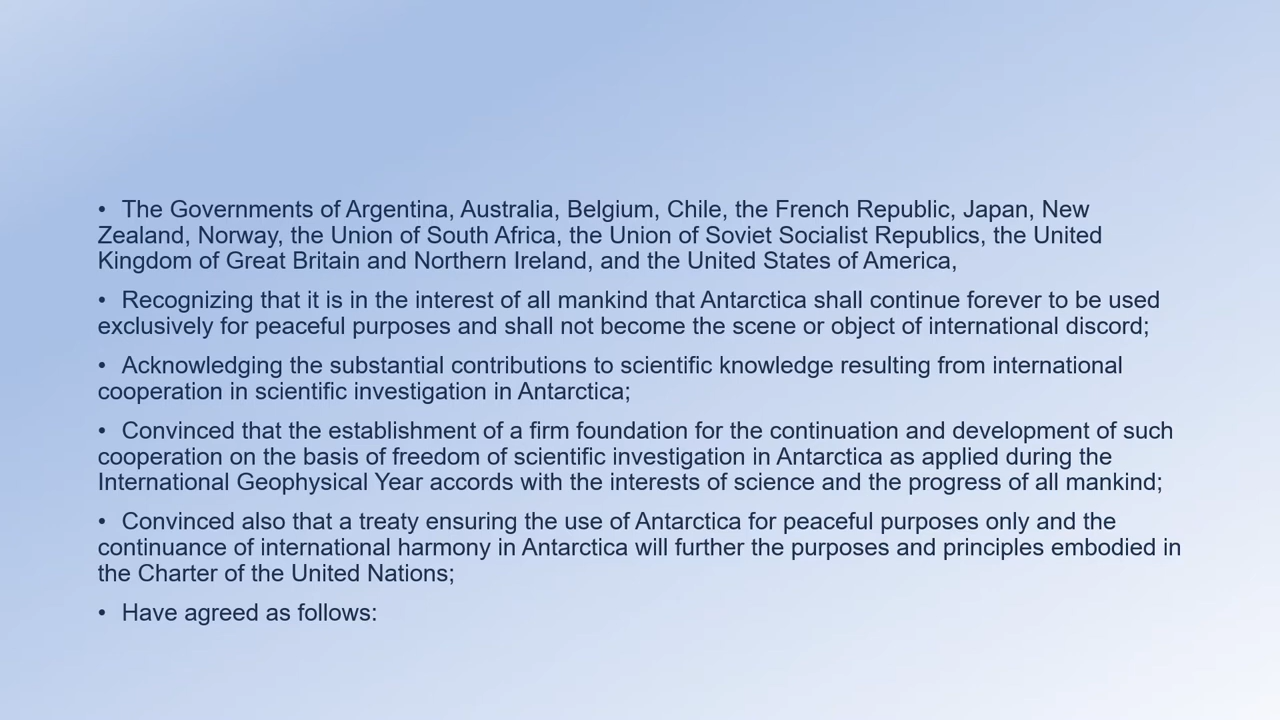 • The Governments of Argentina, Australia, Belgium, Chile, the French Republic, Japan, New
Zealand, Norway, the Union of South Africa, the Union of Soviet Socialist Republics, the United
Kingdom of Great Britain and Northern Ireland, and the United States of America,
• Recognizing that it is in the interest of all mankind that Antarctica shall continue forever to be used
exclusively for peaceful purposes and shall not become the scene or object of international discord;
• Acknowledging the substantial contributions to scientific knowledge resulting from international
cooperation in scientific investigation in Antarctica;
• Convinced that the establishment of a firm foundation for the continuation and development of such
cooperation on the basis of freedom of scientific investigation in Antarctica as applied during the
International Geophysical Year accords with the interests of science and the progress of all mankind;
• Convinced also that a treaty ensuring the use of Antarctica for peaceful purposes only and the
continuance of international harmony in Antarctica will further the purposes and principles embodied in
the Charter of the United Nations;
• Have agreed as follows: